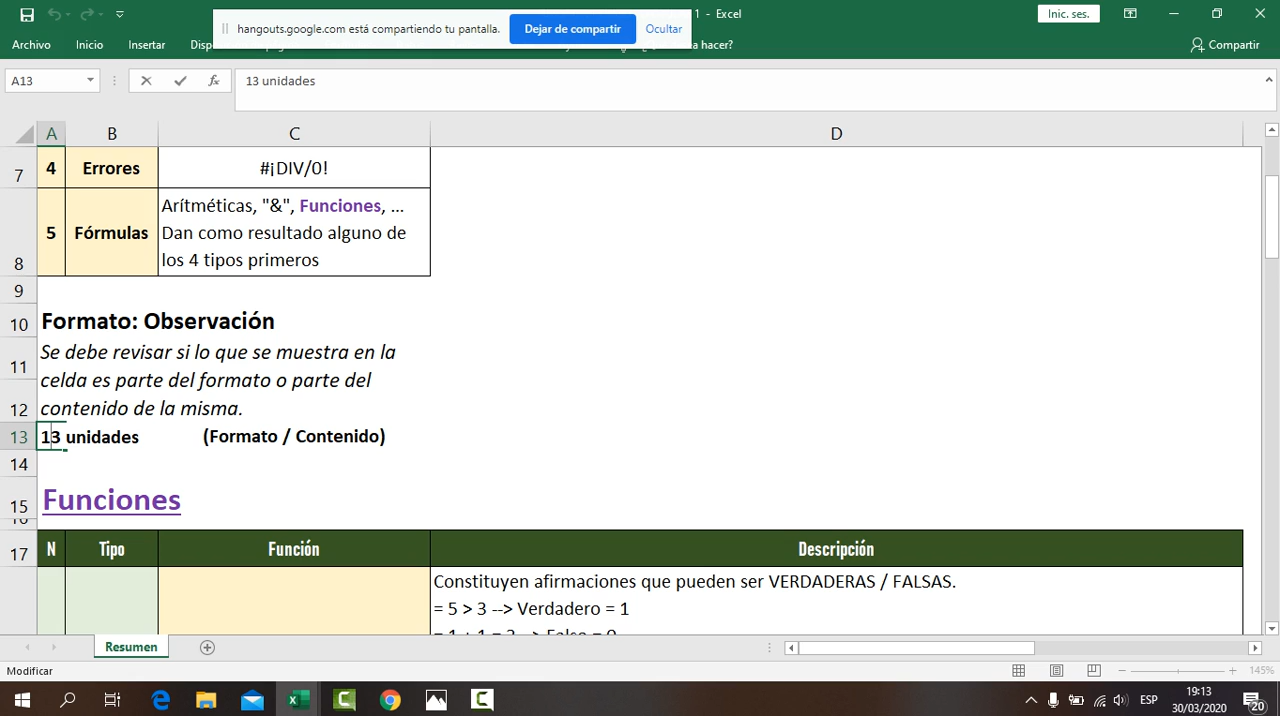 1 - Excel
Inic. ses.
hangouts.google.com está compartiendo tu pantalla.
Dejar de compartir
Ocultar
Archivo
Inicio
Insertar
hacer?
Compartir
A13
fx
13 unidades
A
B
C
D
7
4
Errores
#¡DIV/0!
8
5
Fórmulas
Arítméticas, "&", Funciones, ...
Dan como resultado alguno de
los 4 tipos primeros
9
10
Formato: Observación
11
Se debe revisar si lo que se muestra en la
celda es parte del formato o parte del
12
contenido de la misma.
13
13 unidades
(Formato / Contenido)
14
15
Funciones
17
N
Tipo
Función
Descripción
Constituyen afirmaciones que pueden ser VERDADERAS / FALSAS.
= 5 > 3 --> Verdadero = 1
Resumen
Modificar
145%
ESP
19:13
30/03/2020
20